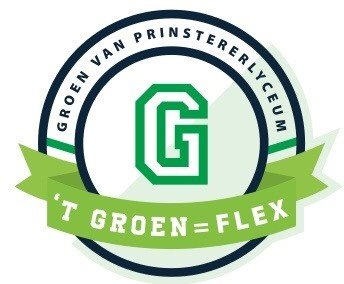 GROEN VAN PRINSTERERLYCEUM
G
'T GROEN=FLEX